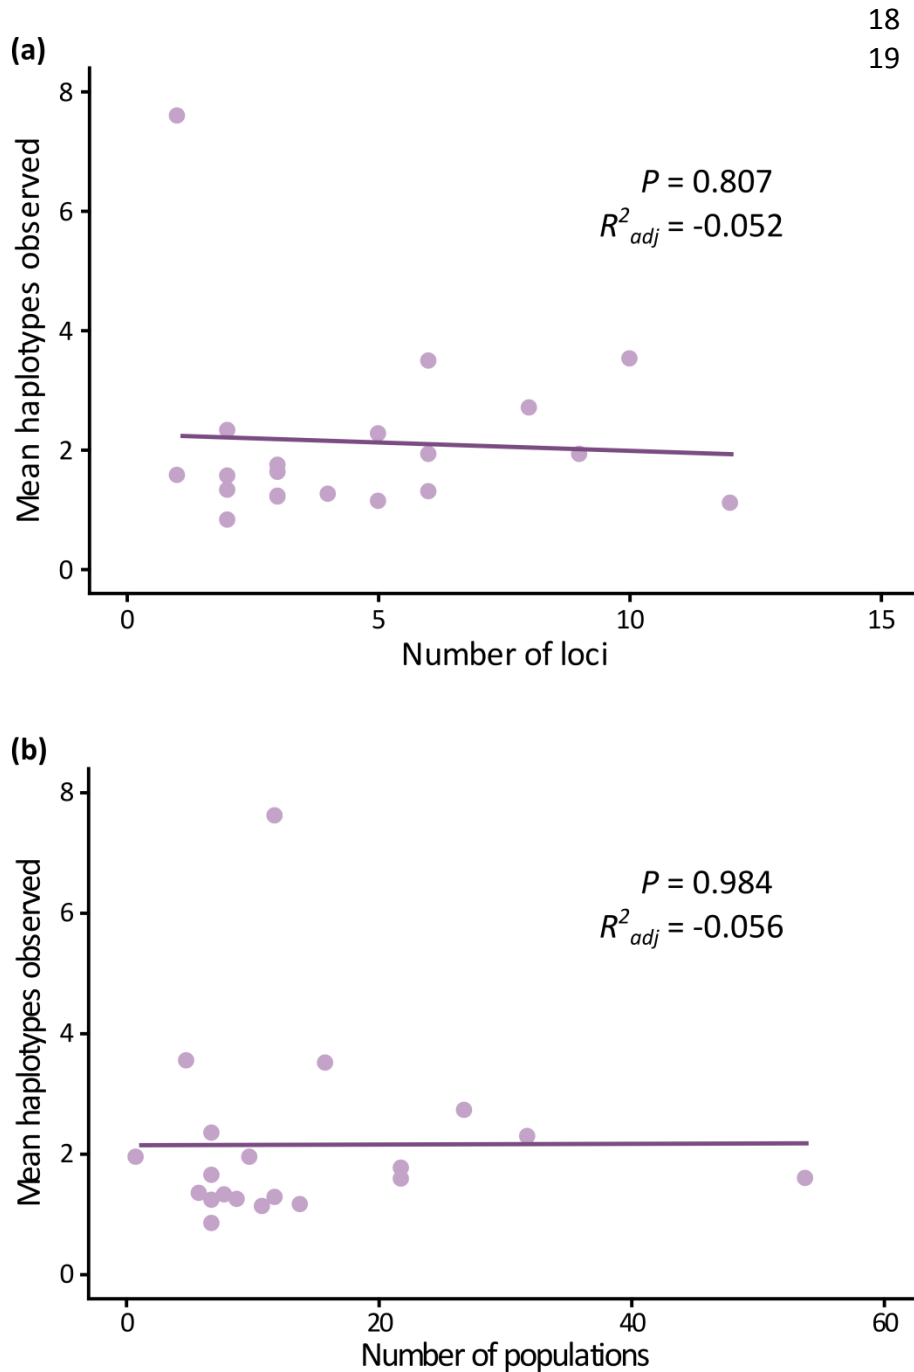 18
19
(a)
8
6
4
2
0
Mean haplotypes observed
P = 0.807
R²adj = -0.052
0 5 10 15
Number of loci
(b)
8
6
4
2
0
Mean haplotypes observed
P = 0.984
R²adj = -0.056
0 20 40 60
Number of populations